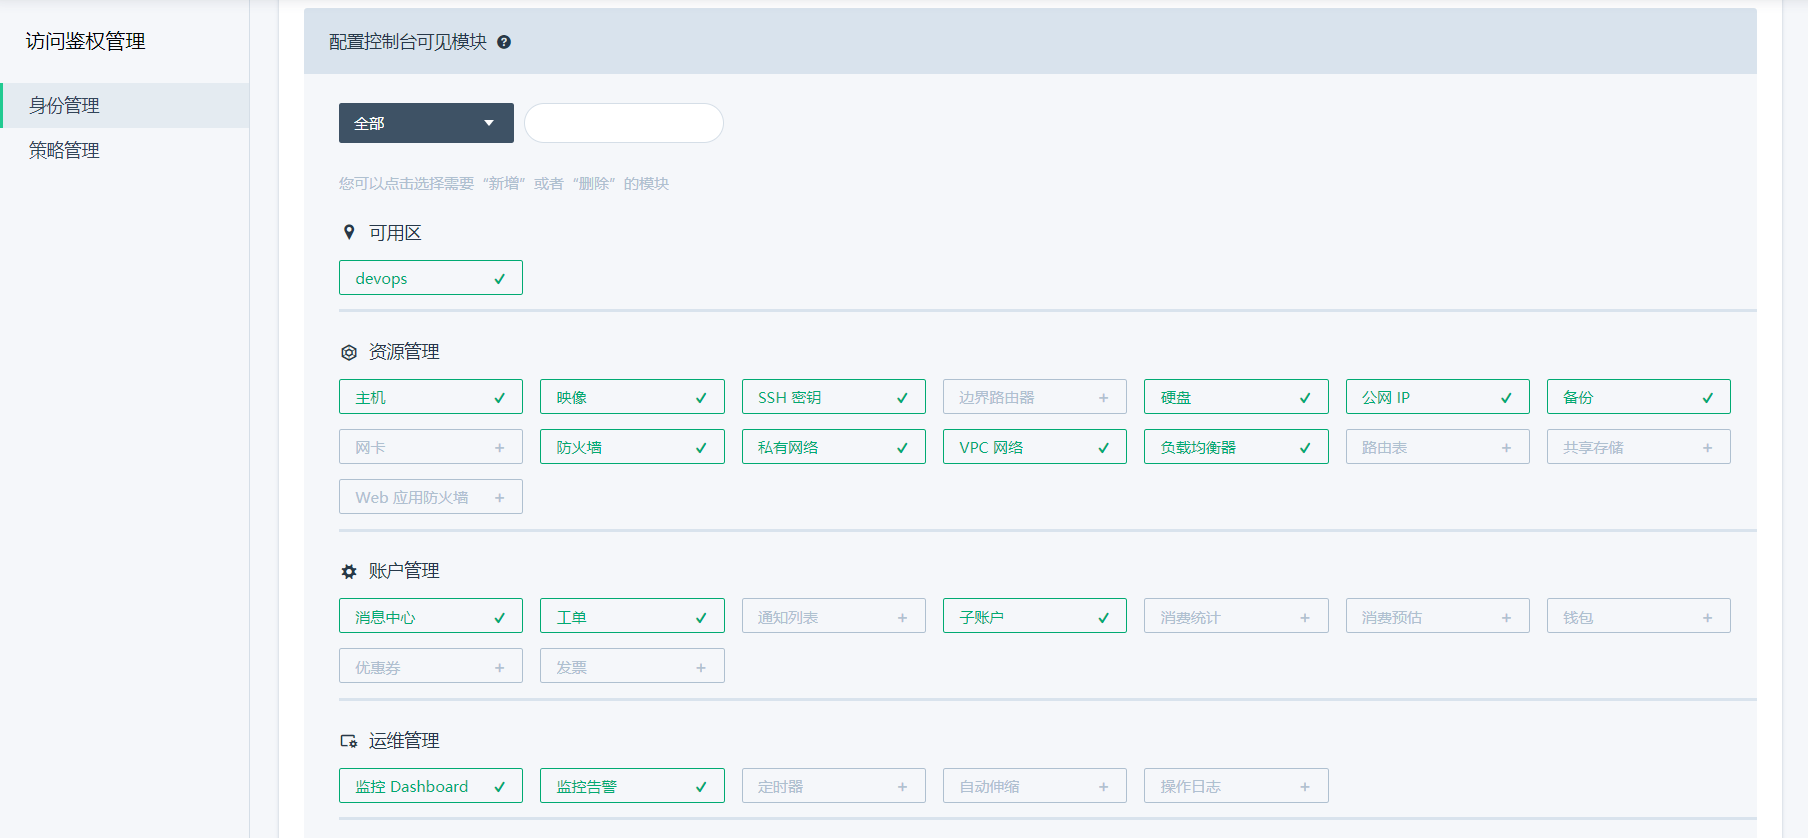 访问鉴权管理
身份管理
策略管理
配置控制台可见模块
全部
您可以点击选择需要“新增”或者“删除”的模块
可用区
devops
资源管理
主机 映像 SSH 密钥 边界路由器 硬盘 公网 IP 备份
网卡 防火墙 私有网络 VPC 网络 负载均衡器 路由表 共享存储
Web 应用防火墙
账户管理
消息中心 工单 通知列表 子账户 消费统计 消费预估 钱包
优惠券 发票
运维管理
监控 Dashboard 监控告警 定时器 自动伸缩 操作日志